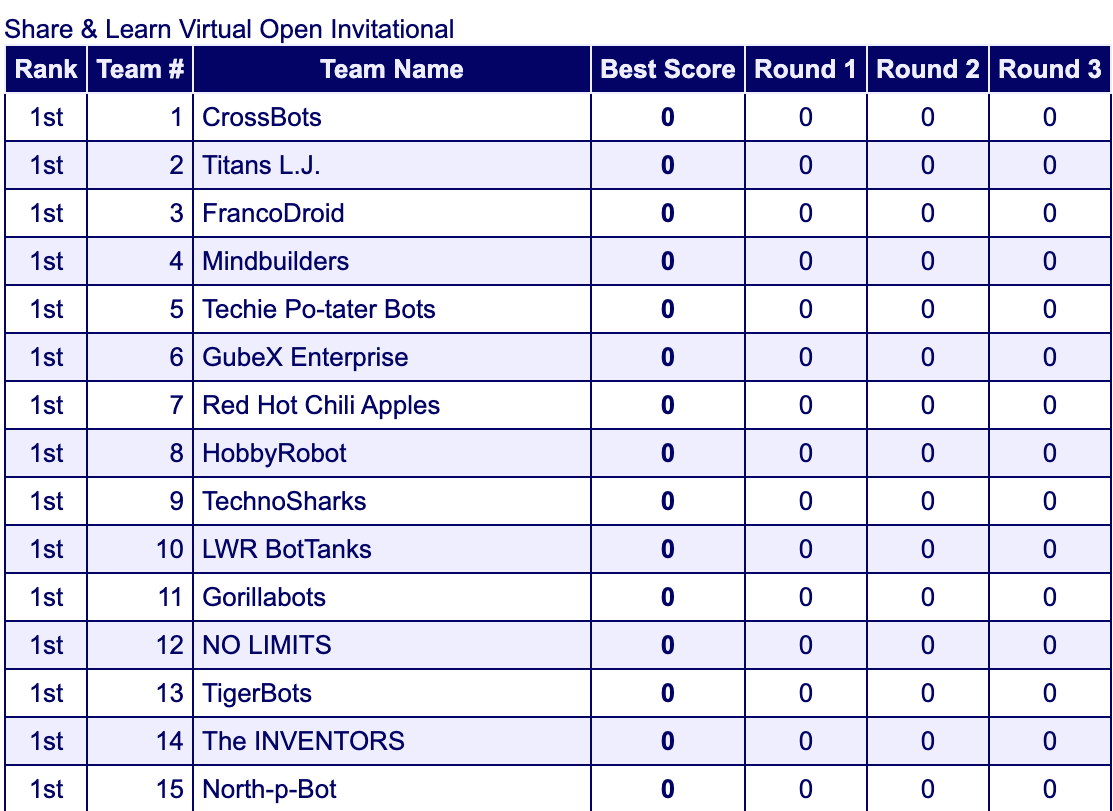 Share & Learn Virtual Open Invitational
Rank Team # Team Name Best Score Round 1 Round 2 Round 3
1st 1 CrossBots 0 0 0 0
1st 2 Titans L.J. 0 0 0 0
1st 3 FrancoDroid 0 0 0 0
1st 4 Mindbuilders 0 0 0 0
1st 5 Techie Po-tater Bots 0 0 0 0
1st 6 GubeX Enterprise 0 0 0 0
1st 7 Red Hot Chili Apples 0 0 0 0
1st 8 HobbyRobot 0 0 0 0
1st 9 TechnoSharks 0 0 0 0
1st 10 LWR BotTanks 0 0 0 0
1st 11 Gorillabots 0 0 0 0
1st 12 NO LIMITS 0 0 0 0
1st 13 TigerBots 0 0 0 0
1st 14 The INVENTORS 0 0 0 0
1st 15 North-p-Bot 0 0 0 0